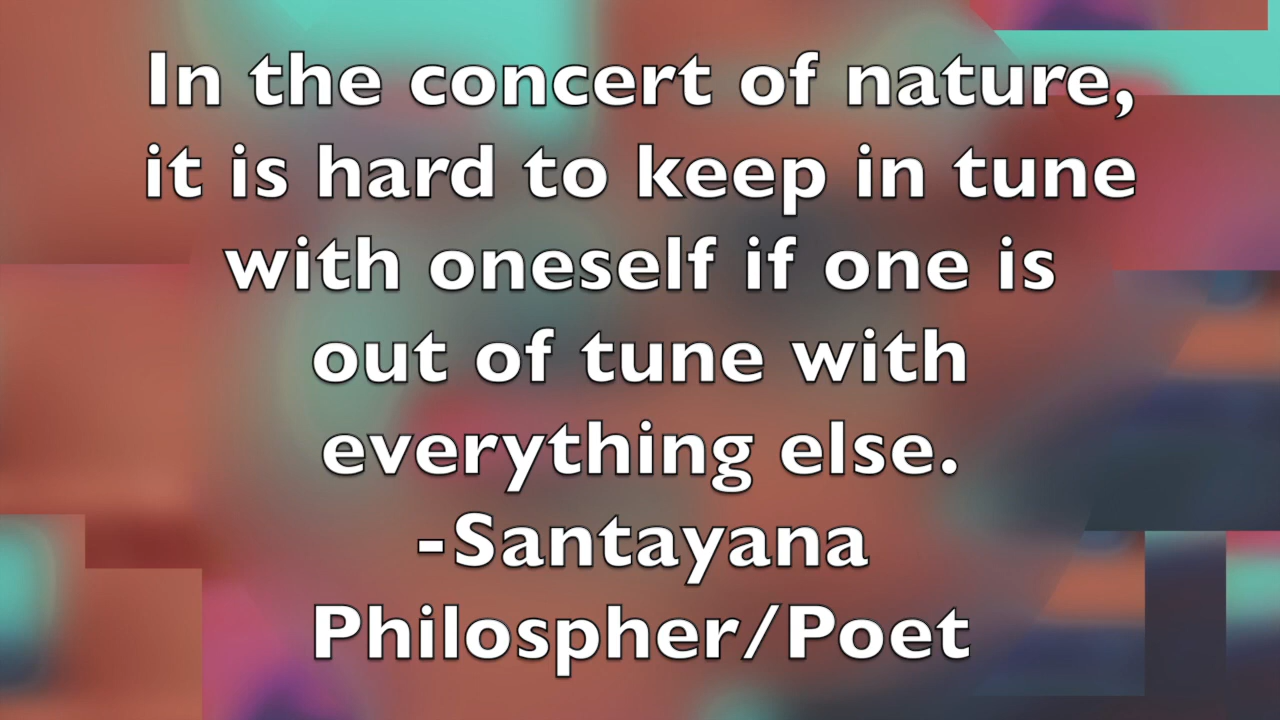 In the concert of nature,
it is hard to keep in tune
with oneself if one is
out of tune with
everything else.
-Santayana
Philospher/Poet